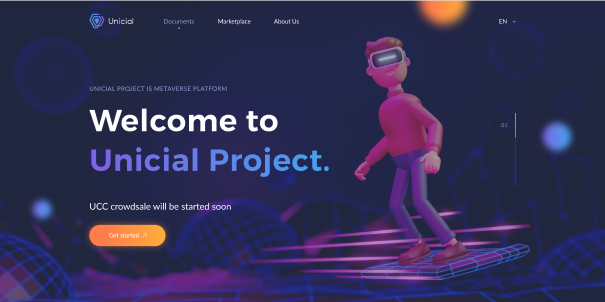 Unicial
Documents
Marketplace
About Us
EN
UNICIAL PROJECT IS METAVERSE PLATFORM
Welcome to
Unicial Project.
01
UCC crowdsale will be started soon
Get started